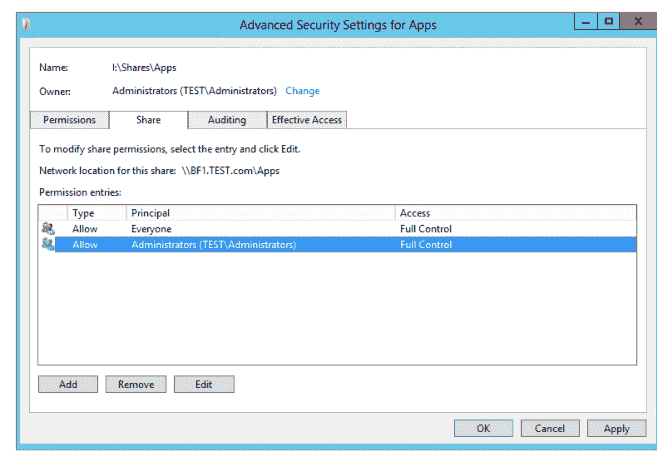 Advanced Security Settings for Apps
Name: I:\Shares\Apps
Owner: Administrators (TEST\Administrators) Change
Permissions Share Auditing Effective Access
To modify share permissions, select the entry and click Edit.
Network location for this share: \\BF1.TEST.com\Apps
Permission entries:
Type Principal Access
Allow Everyone Full Control
Allow Administrators (TEST\Administrators) Full Control
Add Remove Edit
OK Cancel Apply